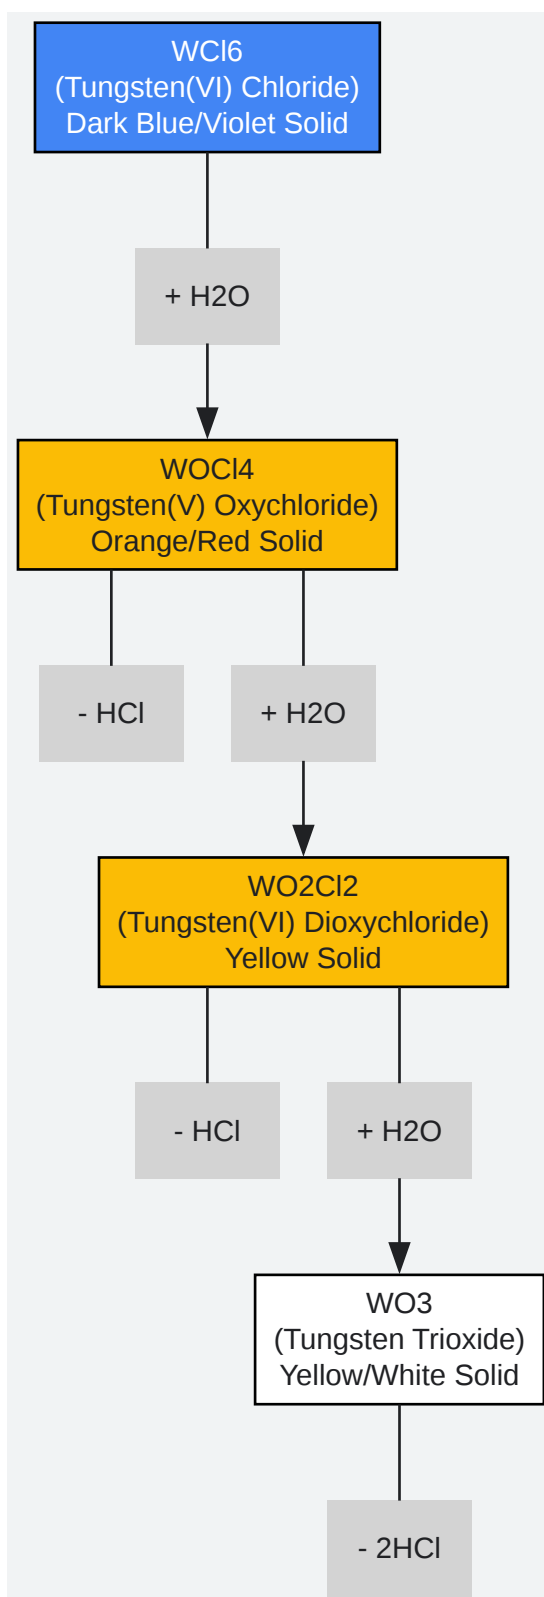 WCl6
(Tungsten(VI) Chloride)
Dark Blue/Violet Solid
+ H2O
WOCl4
(Tungsten(V) Oxychloride)
Orange/Red Solid
- HCl
+ H2O
WO2Cl2
(Tungsten(VI) Dioxychloride)
Yellow Solid
- HCl
+ H2O
WO3
(Tungsten Trioxide)
Yellow/White Solid
- 2HCl